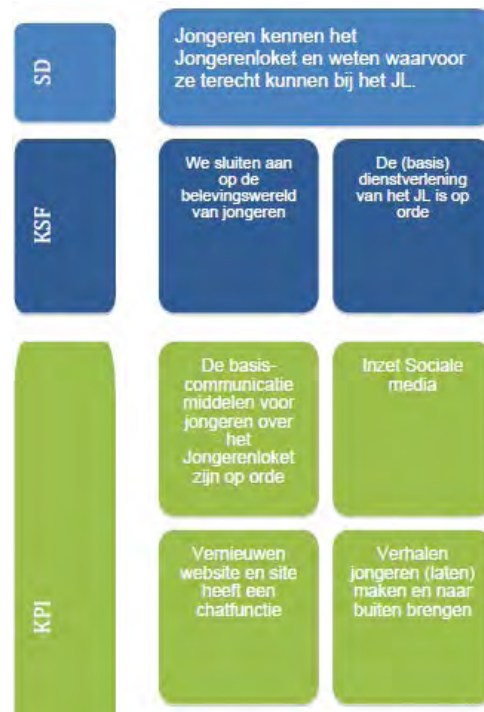 SD
Jongeren kennen het
Jongerenloket en weten waarvoor
ze terecht kunnen bij het JL.
KSF
We sluiten aan
op de
belevingswereld
van jongeren
De (basis)
dienstverlening
van het JL is op
orde
KPI
De basis-
communicatie
middelen voor
jongeren over
het
Jongerenloket
zijn op orde
Inzet Sociale
media
Vernieuwen
website en site
heeft een
chatfunctie
Verhalen
jongeren (laten)
maken en naar
buiten brengen